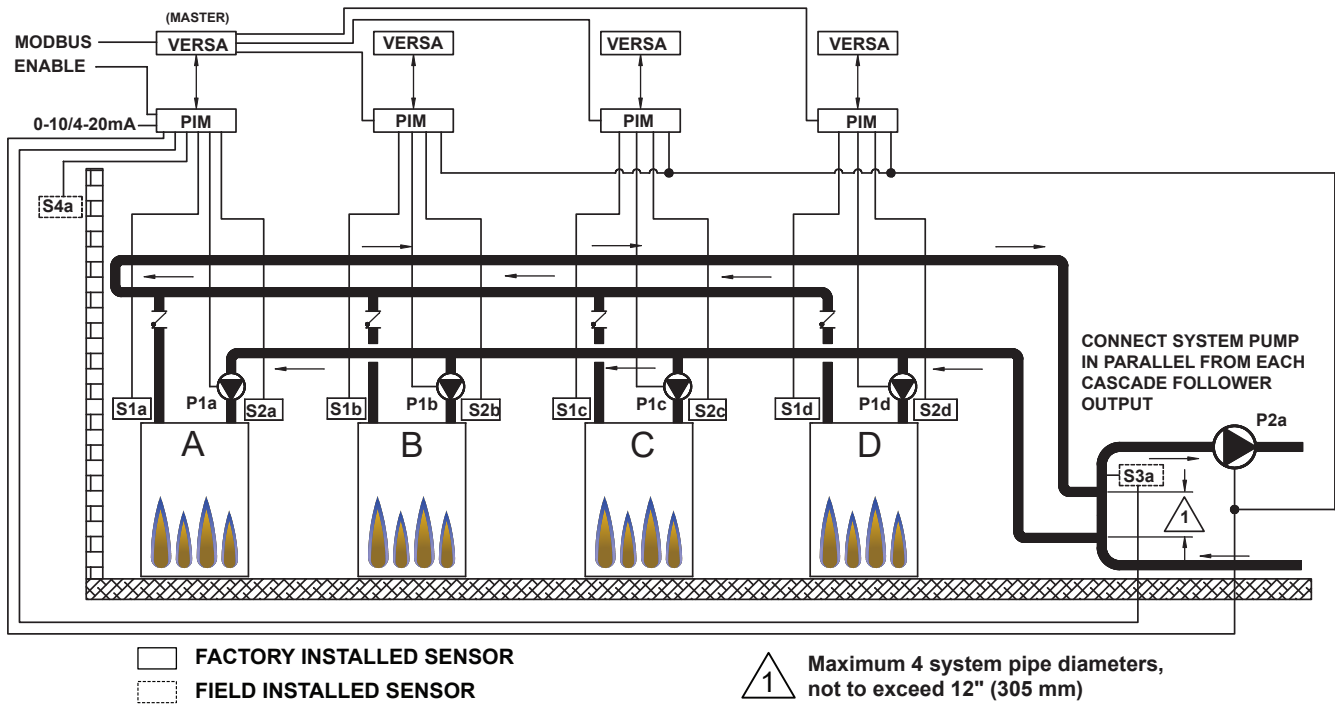 (MASTER)
MODBUS
VERSA
VERSA
VERSA
VERSA
ENABLE
0-10/4-20mA
PIM
PIM
PIM
PIM
S4a
CONNECT SYSTEM PUMP
IN PARALLEL FROM EACH
CASCADE FOLLOWER
OUTPUT
S1a
P1a
S2a
S1b
P1b
S2b
S1c
P1c
S2c
S1d
P1d
S2d
P2a
A
B
C
D
S3a
1
FACTORY INSTALLED SENSOR
FIELD INSTALLED SENSOR
1
Maximum 4 system pipe diameters,
not to exceed 12" (305 mm)